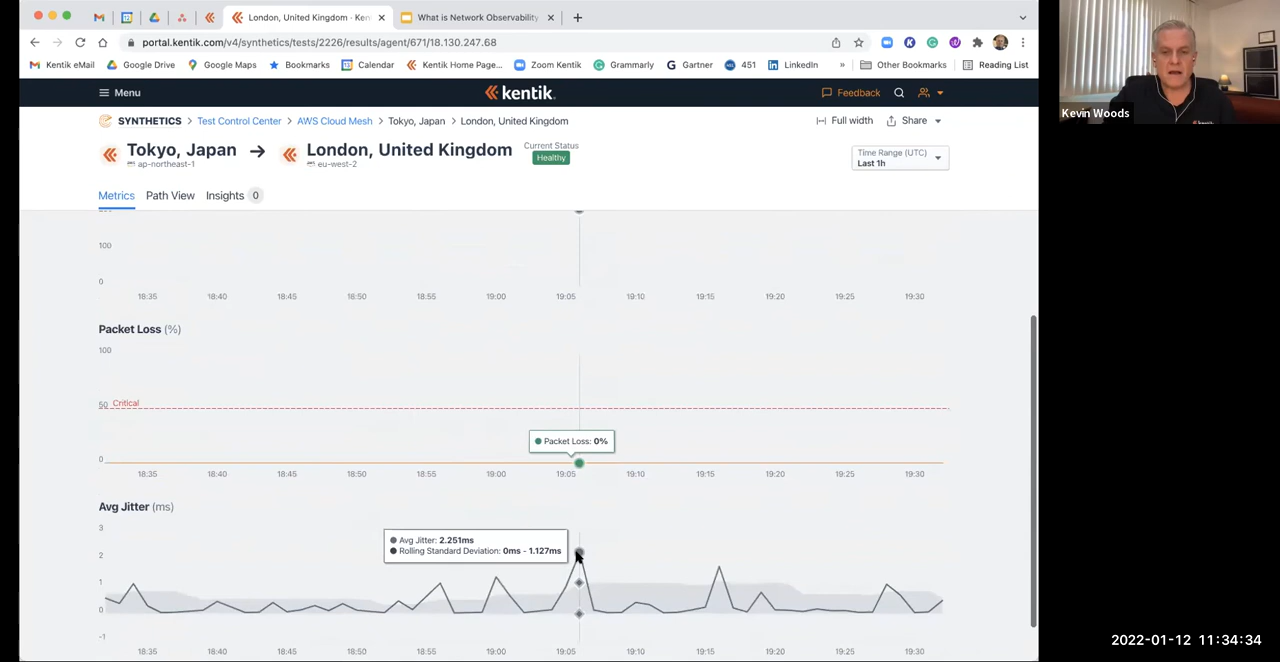 London, United Kingdom · Ken
What is Network Observability
portal.kentik.com/v4/synthetics/tests/2226/results/agent/671/18.130.247.68
Kentik eMail Google Drive Google Maps Bookmarks Calendar Kentik Home Page... Zoom Kentik Grammarly Gartner 451 LinkedIn » Other Bookmarks Reading List
Menu kentik. Feedback
SYNTHETICS > Test Control Center > AWS Cloud Mesh > Tokyo, Japan > London, United Kingdom Full width Share
Tokyo, Japan → London, United Kingdom Current Status
ap-northeast-1 eu-west-2 Healthy
Time Range (UTC)
Last 1h
Metrics Path View Insights 0
100
0
18:35 18:40 18:45 18:50 18:55 19:00 19:05 19:10 19:15 19:20 19:25 19:30
Packet Loss (%)
100
50 Critical
Packet Loss: 0%
0
18:35 18:40 18:45 18:50 18:55 19:00 19:05 19:10 19:15 19:20 19:25 19:30
Avg Jitter (ms)
3
Avg Jitter: 2.251ms
Rolling Standard Deviation: 0ms - 1.127ms
2
1
0
-1
18:35 18:40 18:45 18:50 18:55 19:00 19:05 19:10 19:15 19:20 19:25 19:30
Kevin Woods
2022-01-12 11:34:34